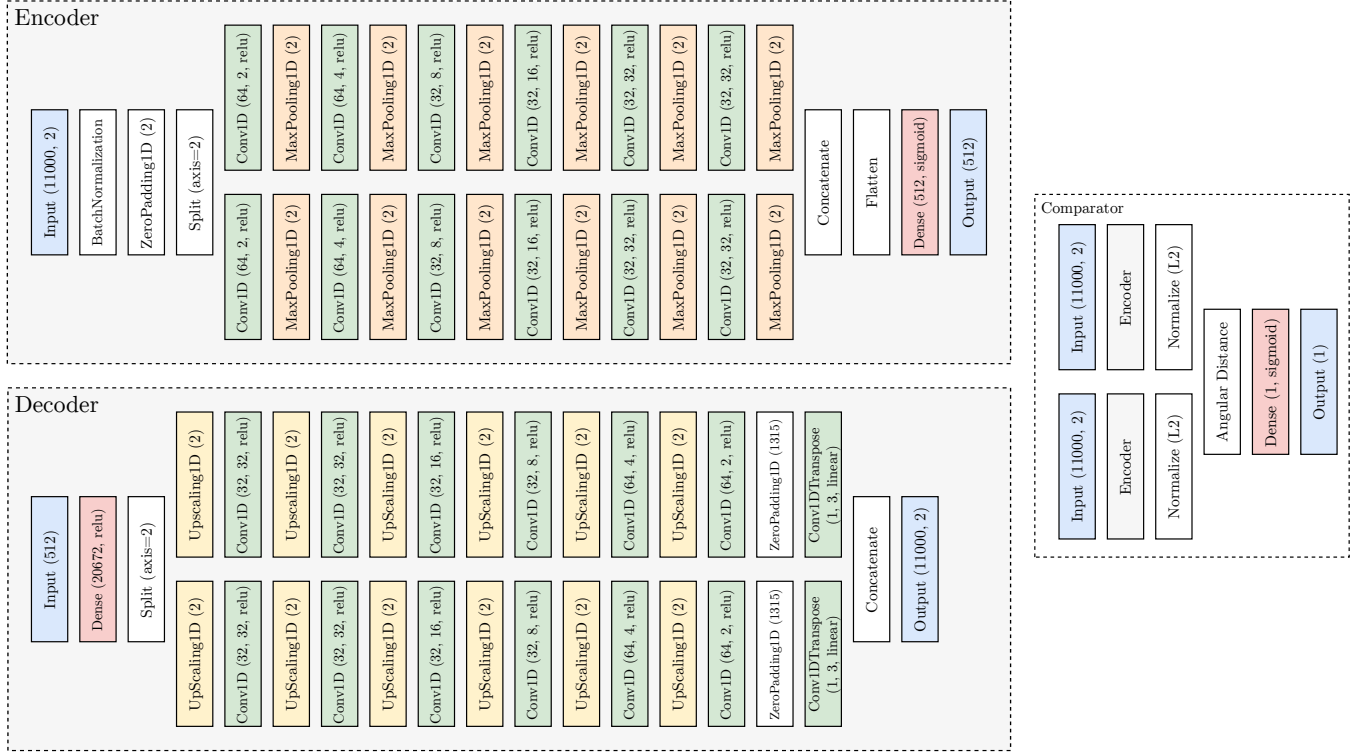 Encoder
Input (11000, 2)
BatchNormalization
ZeroPadding1D (2)
Split (axis=2)
Conv1D (64, 2, relu)
MaxPooling1D (2)
Conv1D (64, 4, relu)
MaxPooling1D (2)
Conv1D (32, 8, relu)
MaxPooling1D (2)
Conv1D (32, 16, relu)
MaxPooling1D (2)
Conv1D (32, 32, relu)
MaxPooling1D (2)
Conv1D (32, 32, relu)
MaxPooling1D (2)
Conv1D (64, 2, relu)
MaxPooling1D (2)
Conv1D (64, 4, relu)
MaxPooling1D (2)
Conv1D (32, 8, relu)
MaxPooling1D (2)
Conv1D (32, 16, relu)
MaxPooling1D (2)
Conv1D (32, 32, relu)
MaxPooling1D (2)
Conv1D (32, 32, relu)
MaxPooling1D (2)
Concatenate
Flatten
Dense (512, sigmoid)
Output (512)
Decoder
Input (512)
Dense (20672, relu)
Split (axis=2)
Upscaling1D (2)
Conv1D (32, 32, relu)
Upscaling1D (2)
Conv1D (32, 32, relu)
UpScaling1D (2)
Conv1D (32, 16, relu)
UpScaling1D (2)
Conv1D (32, 8, relu)
UpScaling1D (2)
Conv1D (64, 4, relu)
UpScaling1D (2)
Conv1D (64, 2, relu)
ZeroPadding1D (1315)
Conv1DTranspose
(1, 3, linear)
UpScaling1D (2)
Conv1D (32, 32, relu)
UpScaling1D (2)
Conv1D (32, 32, relu)
UpScaling1D (2)
Conv1D (32, 16, relu)
UpScaling1D (2)
Conv1D (32, 8, relu)
UpScaling1D (2)
Conv1D (64, 4, relu)
UpScaling1D (2)
Conv1D (64, 2, relu)
ZeroPadding1D (1315)
Conv1DTranspose
(1, 3, linear)
Concatenate
Output (11000, 2)
Comparator
Input (11000, 2)
Encoder
Normalize (L2)
Input (11000, 2)
Encoder
Normalize (L2)
Angular Distance
Dense (1, sigmoid)
Output (1)